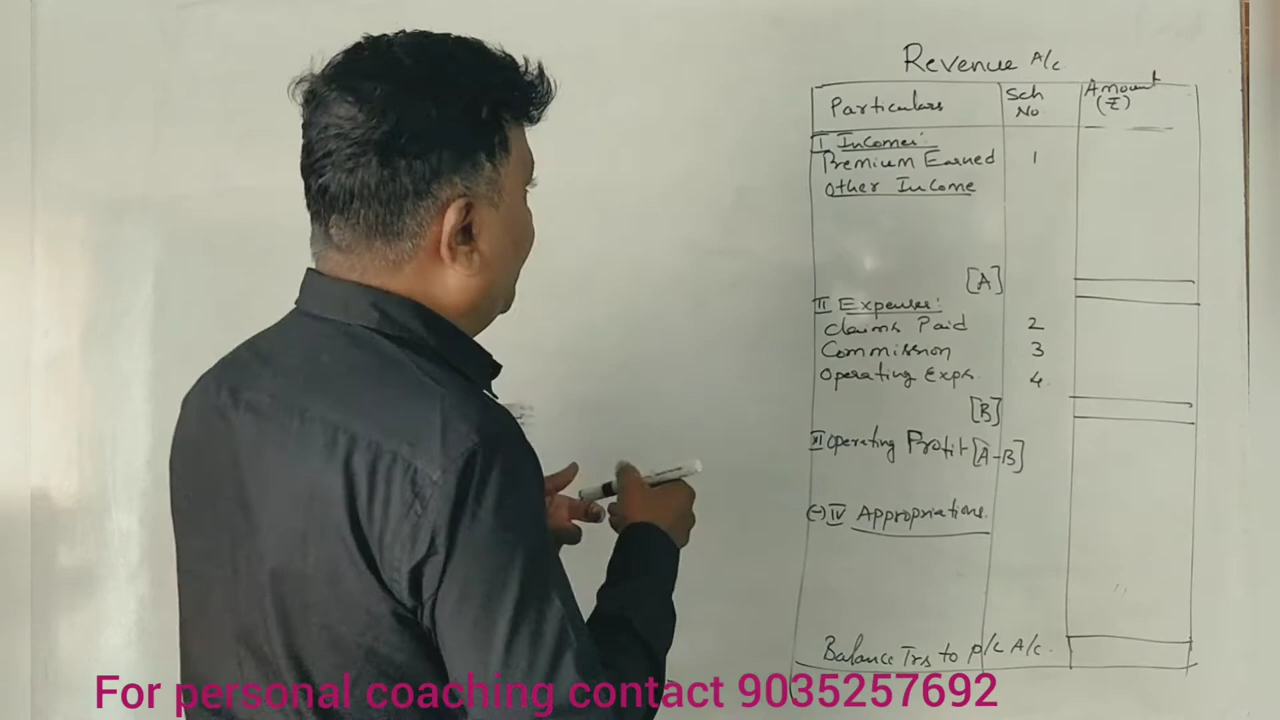 Revenue A/c
Particulars Sch No Amount (₹)
I Incomes:
Premium Earned 1
Other Income
[A]
II Expenses:
Claims Paid 2
Commission 3
Operating Exps. 4
[B]
III Operating Profit [A-B]
(-) IV Appropriations.
Balance Trs to P/L A/c.
For personal coaching contact 9035257692